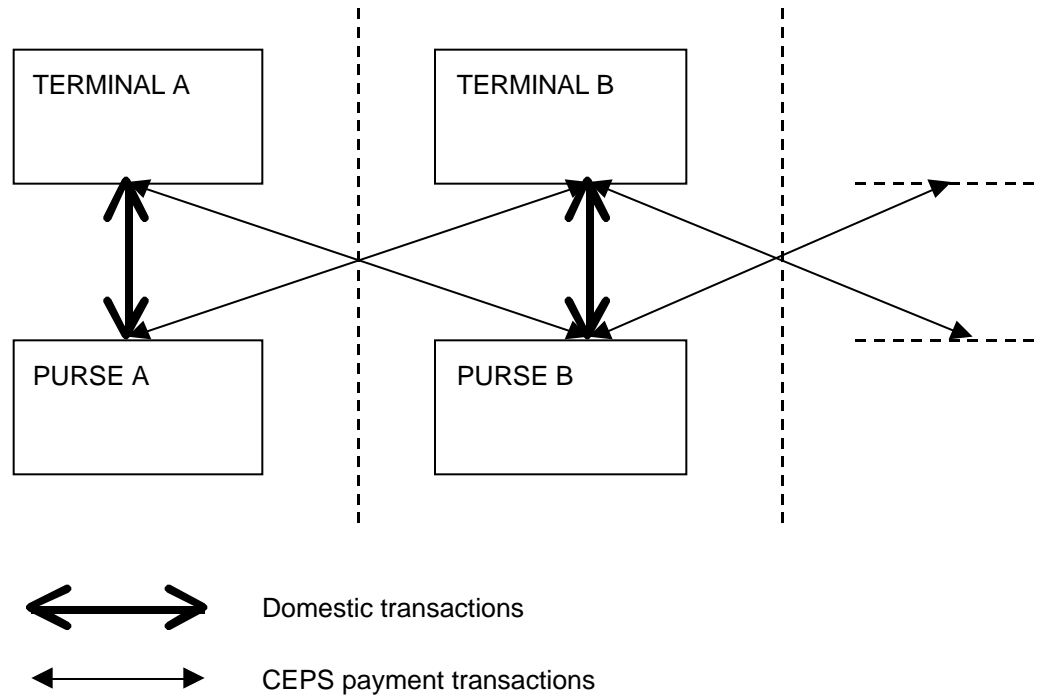 TERMINAL A
TERMINAL B
PURSE A
PURSE B
Domestic transactions
CEPS payment transactions